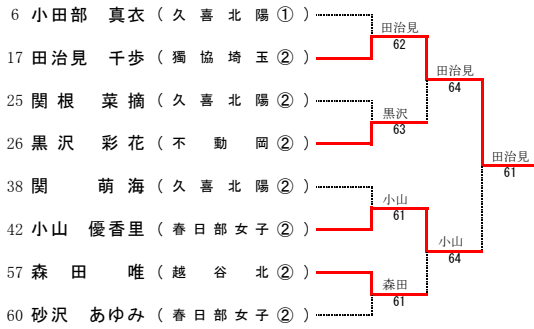 6 小田部 真衣 ( 久喜北陽 ① )
田治見
62
17 田治見 千歩 ( 獨協埼玉 ② )
田治見
64
25 関根 菜摘 ( 久喜北陽 ② )
黒沢
63
26 黒沢 彩花 ( 不動岡 ② )
田治見
61
38 関 萌海 ( 久喜北陽 ② )
小山
61
42 小山 優香里 ( 春日部女子 ② )
小山
64
57 森田 唯 ( 越谷北 ② )
森田
61
60 砂沢 あゆみ ( 春日部女子 ② )